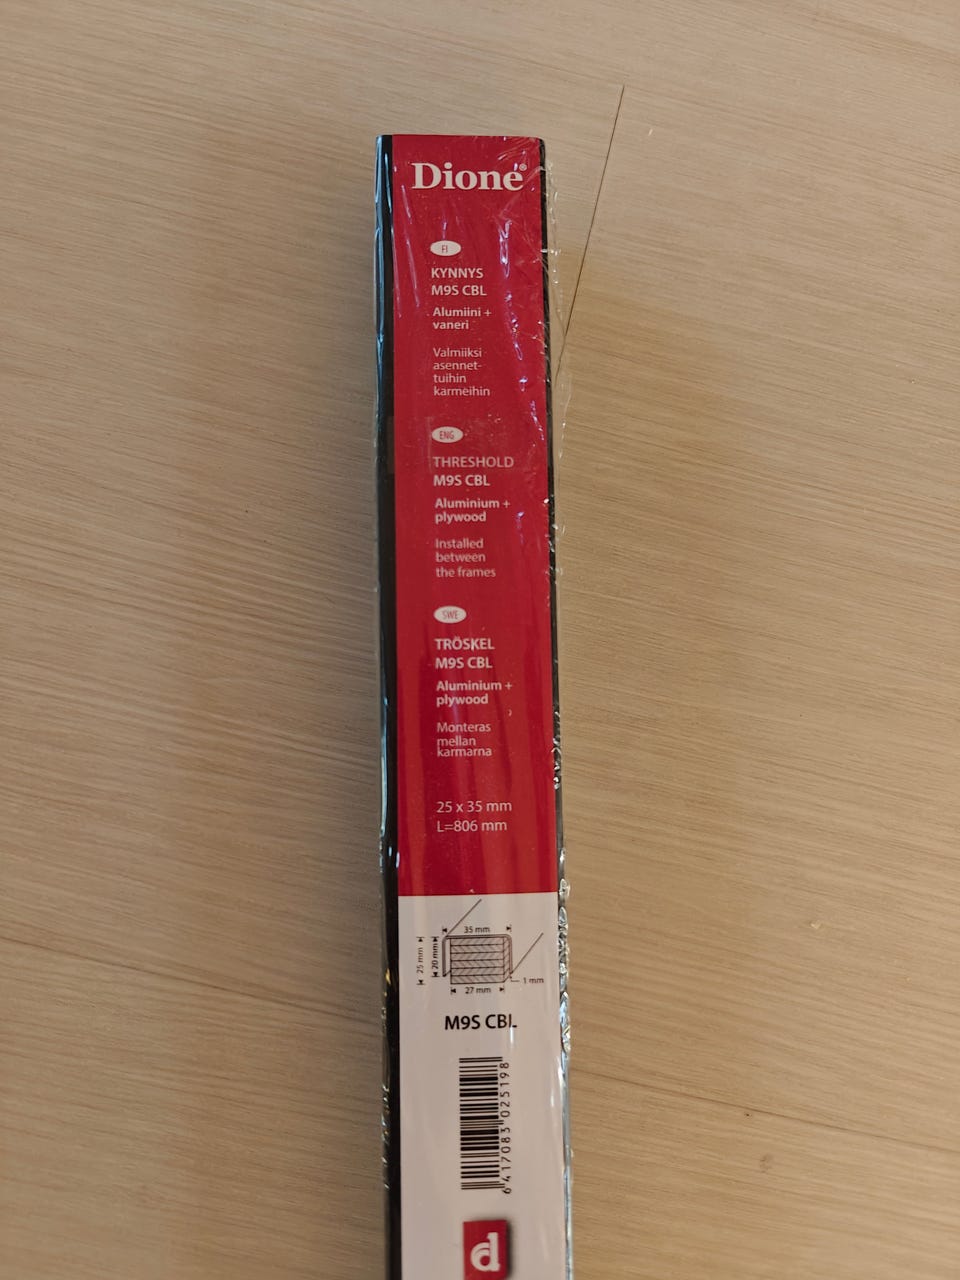 Dione®
FI
KYNNYS
M9S CBL
Alumiini +
vaneri
Valmiiksi
asennet-
tuihin
karmeihin
ENG
THRESHOLD
M9S CBL
Aluminium +
plywood
Installed
between
the frames
SWE
TRÖSKEL
M9S CBL
Aluminium +
plywood
Monteras
mellan
karmarna
25 x 35 mm
L=806 mm
35 mm
25 mm
20 mm
1 mm
27 mm
M9S CBL
6 417083 025198
d